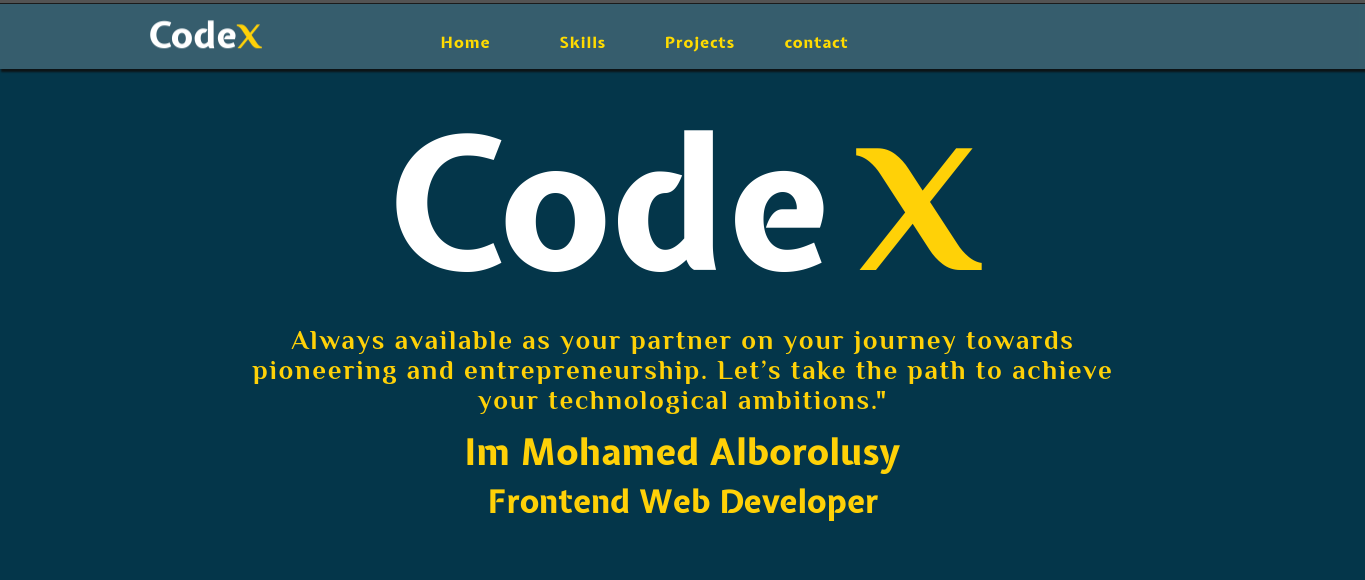 CodeX
Home Skills Projects contact
Code X
Always available as your partner on your journey towards
pioneering and entrepreneurship. Let’s take the path to achieve
your technological ambitions."
Im Mohamed Alborolusy
Frontend Web Developer